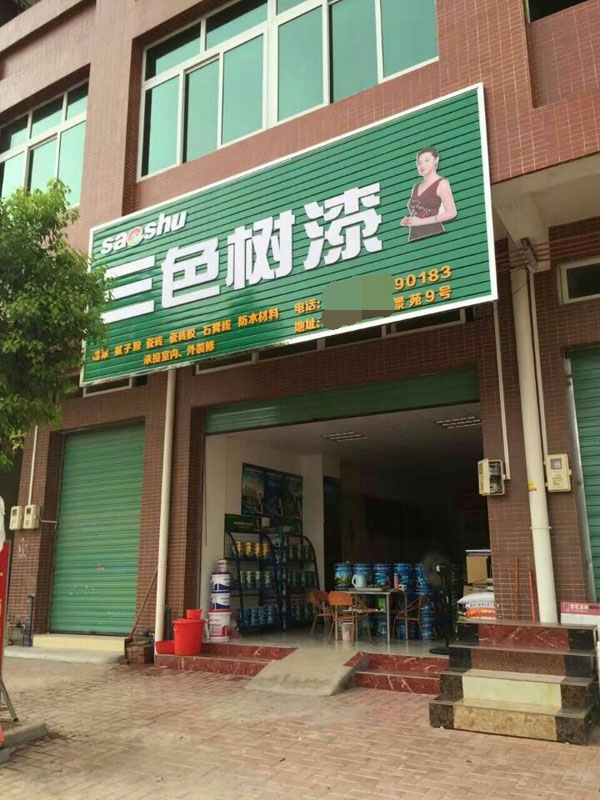 saoshu
三色树漆
电话: 90183
地址: 景苑9号
漆 腻子粉 瓷砖 瓷砖胶 石膏线 防水材料
承接室内、外装修